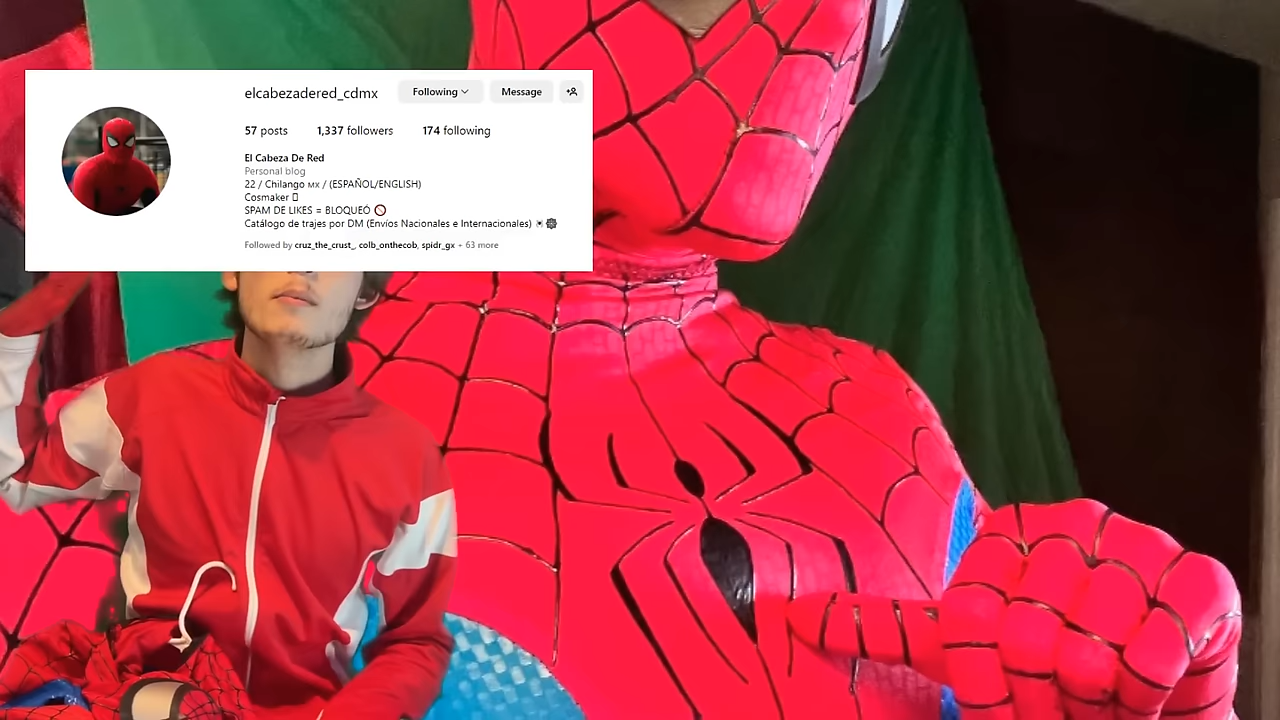 elcabezadered_cdmx Following Message
57 posts 1,337 followers 174 following
El Cabeza De Red
Personal blog
22 / Chilango ᴍx / (ESPAÑOL/ENGLISH)
Cosmaker
SPAM DE LIKES = BLOQUEÓ 🚫
Catálogo de trajes por DM (Envíos Nacionales e Internacionales) 🕷🕸
Followed by cruz_the_crust_, colb_onthecob, spidr_gx + 63 more